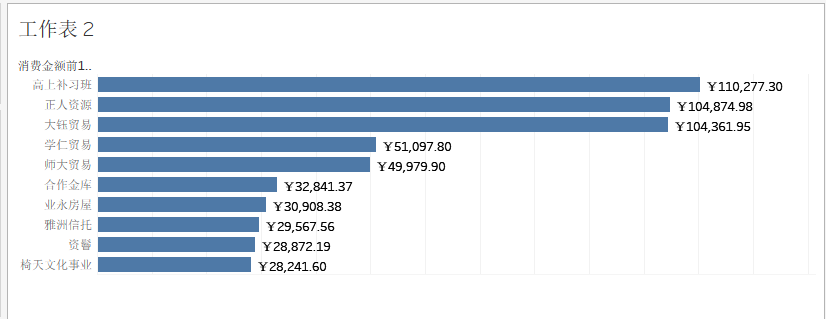 工作表 2
消费金额前1..
高上补习班 ￥110,277.30
正人资源 ￥104,874.98
大钰贸易 ￥104,361.95
学仁贸易 ￥51,097.80
师大贸易 ￥49,979.90
合作金库 ￥32,841.37
业永房屋 ￥30,908.38
雅洲信托 ￥29,567.56
资髻 ￥28,872.19
椅天文化事业 ￥28,241.60